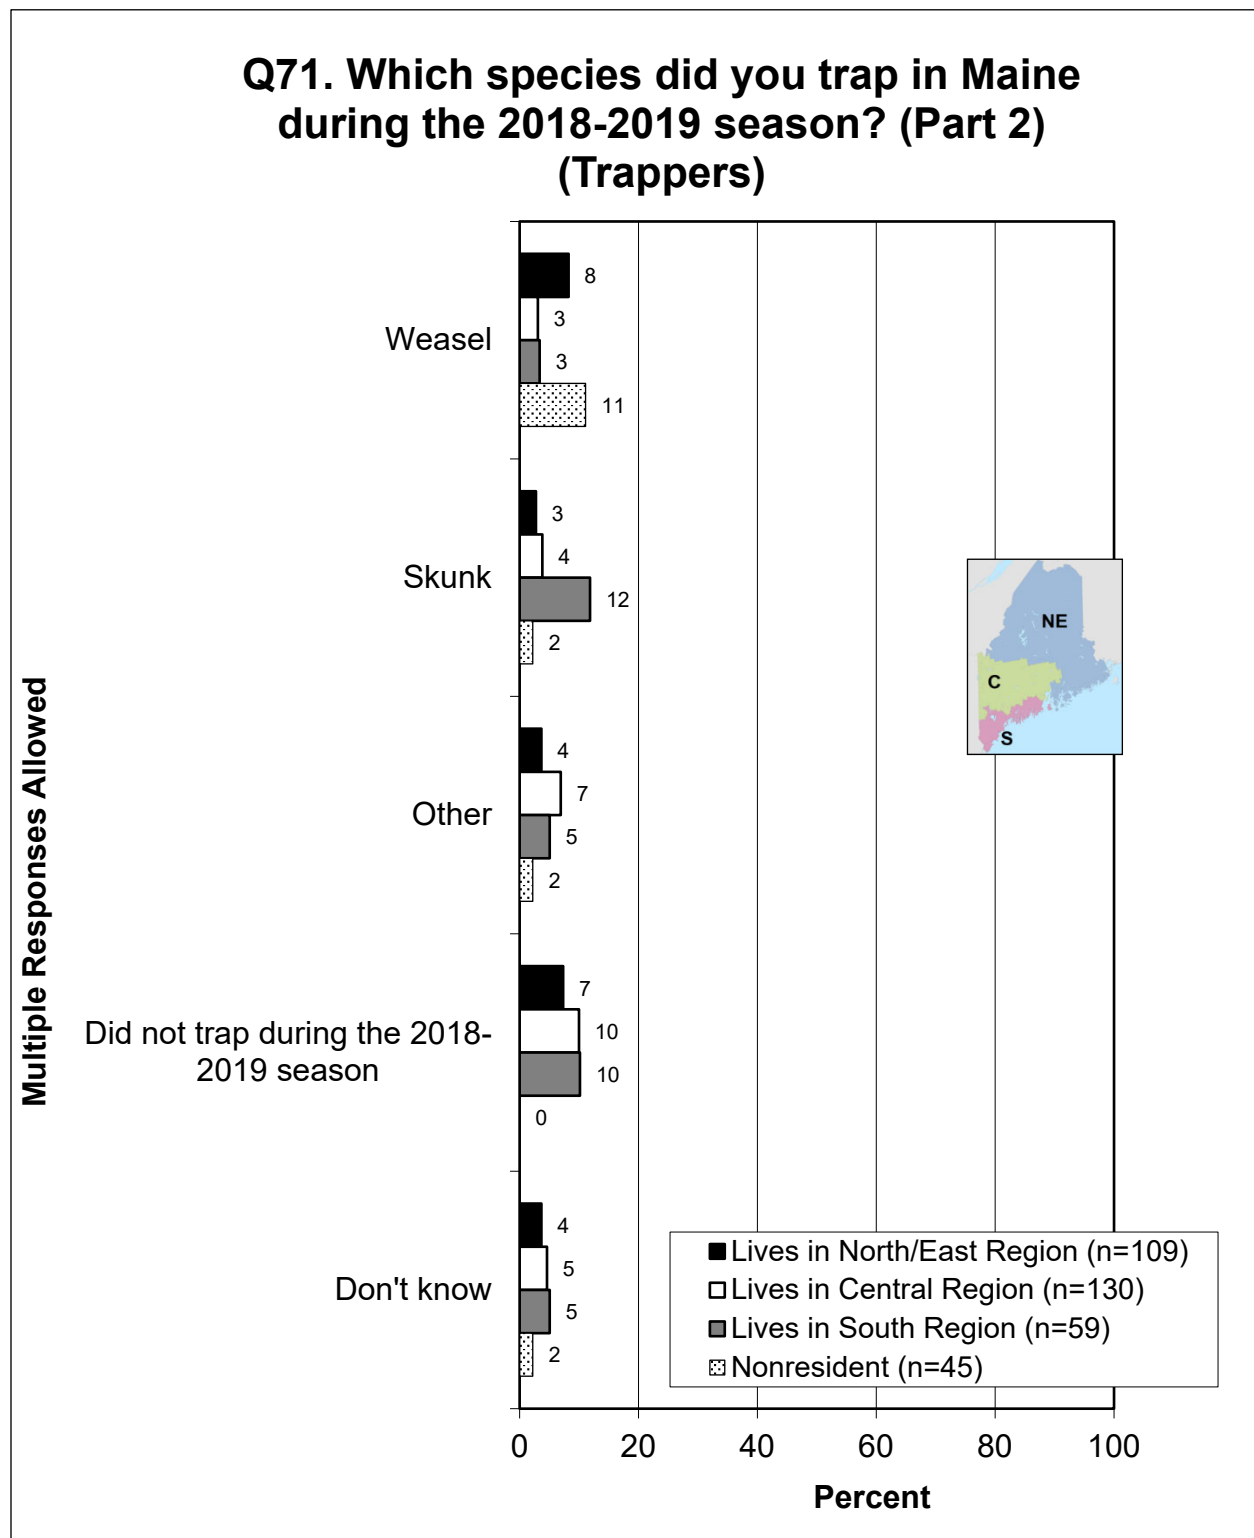 Q71. Which species did you trap in Maine
during the 2018-2019 season? (Part 2)
(Trappers)
Multiple Responses Allowed
Weasel
8
3
3
11
Skunk
3
4
12
2
Other
4
7
5
2
Did not trap during the 2018-
2019 season
7
10
10
0
Don't know
4
5
5
2
NE
C
S
Lives in North/East Region (n=109)
Lives in Central Region (n=130)
Lives in South Region (n=59)
Nonresident (n=45)
0 20 40 60 80 100
Percent